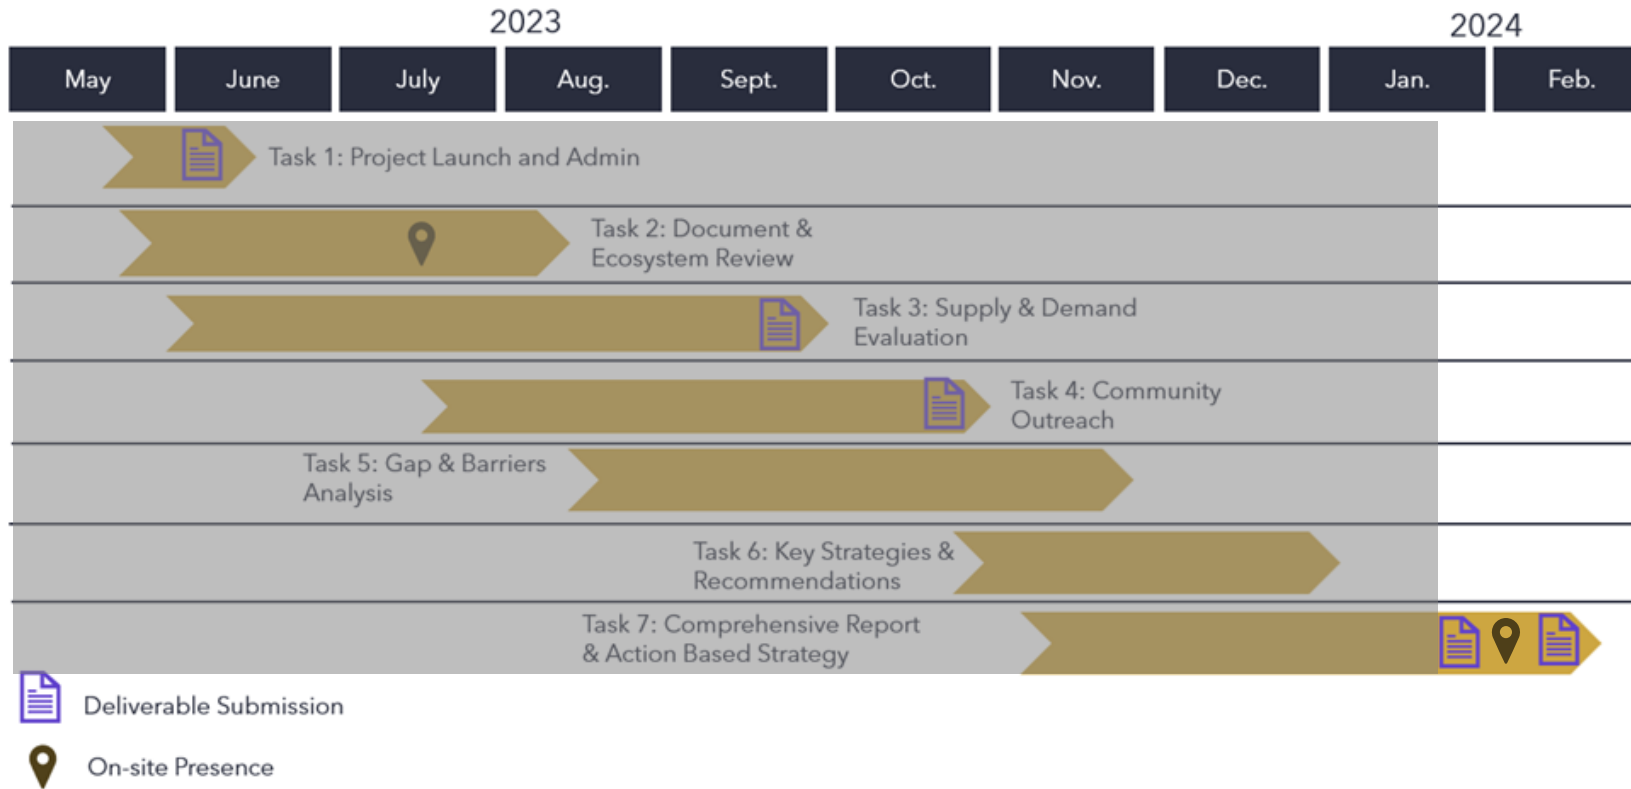 2023
2024
May
June
July
Aug.
Sept.
Oct.
Nov.
Dec.
Jan.
Feb.
Task 1: Project Launch and Admin
Task 2: Document &
Ecosystem Review
Task 3: Supply & Demand
Evaluation
Task 4: Community
Outreach
Task 5: Gap & Barriers
Analysis
Task 6: Key Strategies &
Recommendations
Task 7: Comprehensive Report
& Action Based Strategy
Deliverable Submission
On-site Presence